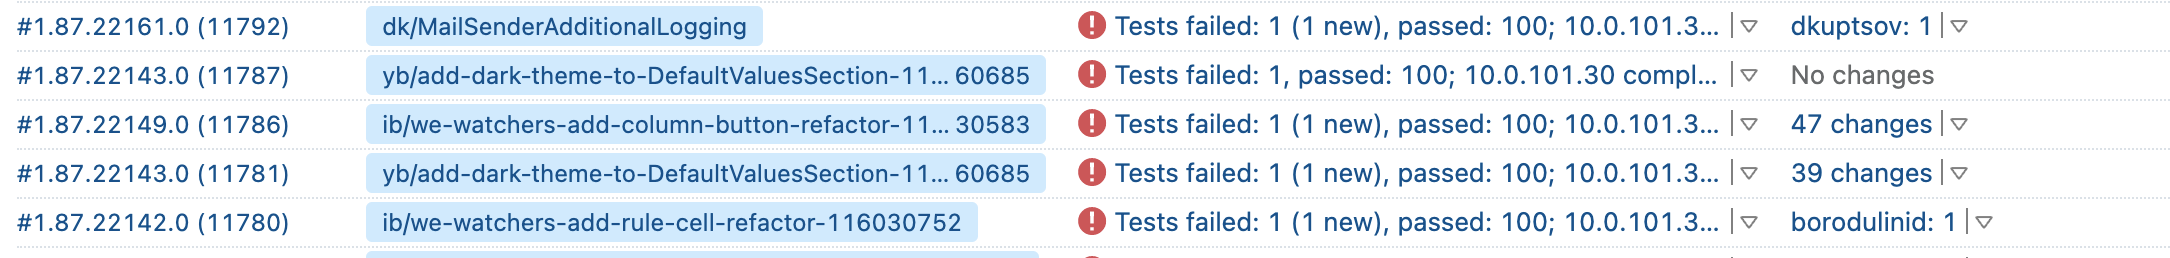 #1.87.22161.0 (11792) dk/MailSenderAdditionalLogging Tests failed: 1 (1 new), passed: 100; 10.0.101.3... dkuptsov: 1
#1.87.22143.0 (11787) yb/add-dark-theme-to-DefaultValuesSection-11... 60685 Tests failed: 1, passed: 100; 10.0.101.30 compl... No changes
#1.87.22149.0 (11786) ib/we-watchers-add-column-button-refactor-11... 30583 Tests failed: 1 (1 new), passed: 100; 10.0.101.3... 47 changes
#1.87.22143.0 (11781) yb/add-dark-theme-to-DefaultValuesSection-11... 60685 Tests failed: 1 (1 new), passed: 100; 10.0.101.3... 39 changes
#1.87.22142.0 (11780) ib/we-watchers-add-rule-cell-refactor-116030752 Tests failed: 1 (1 new), passed: 100; 10.0.101.3... borodulinid: 1